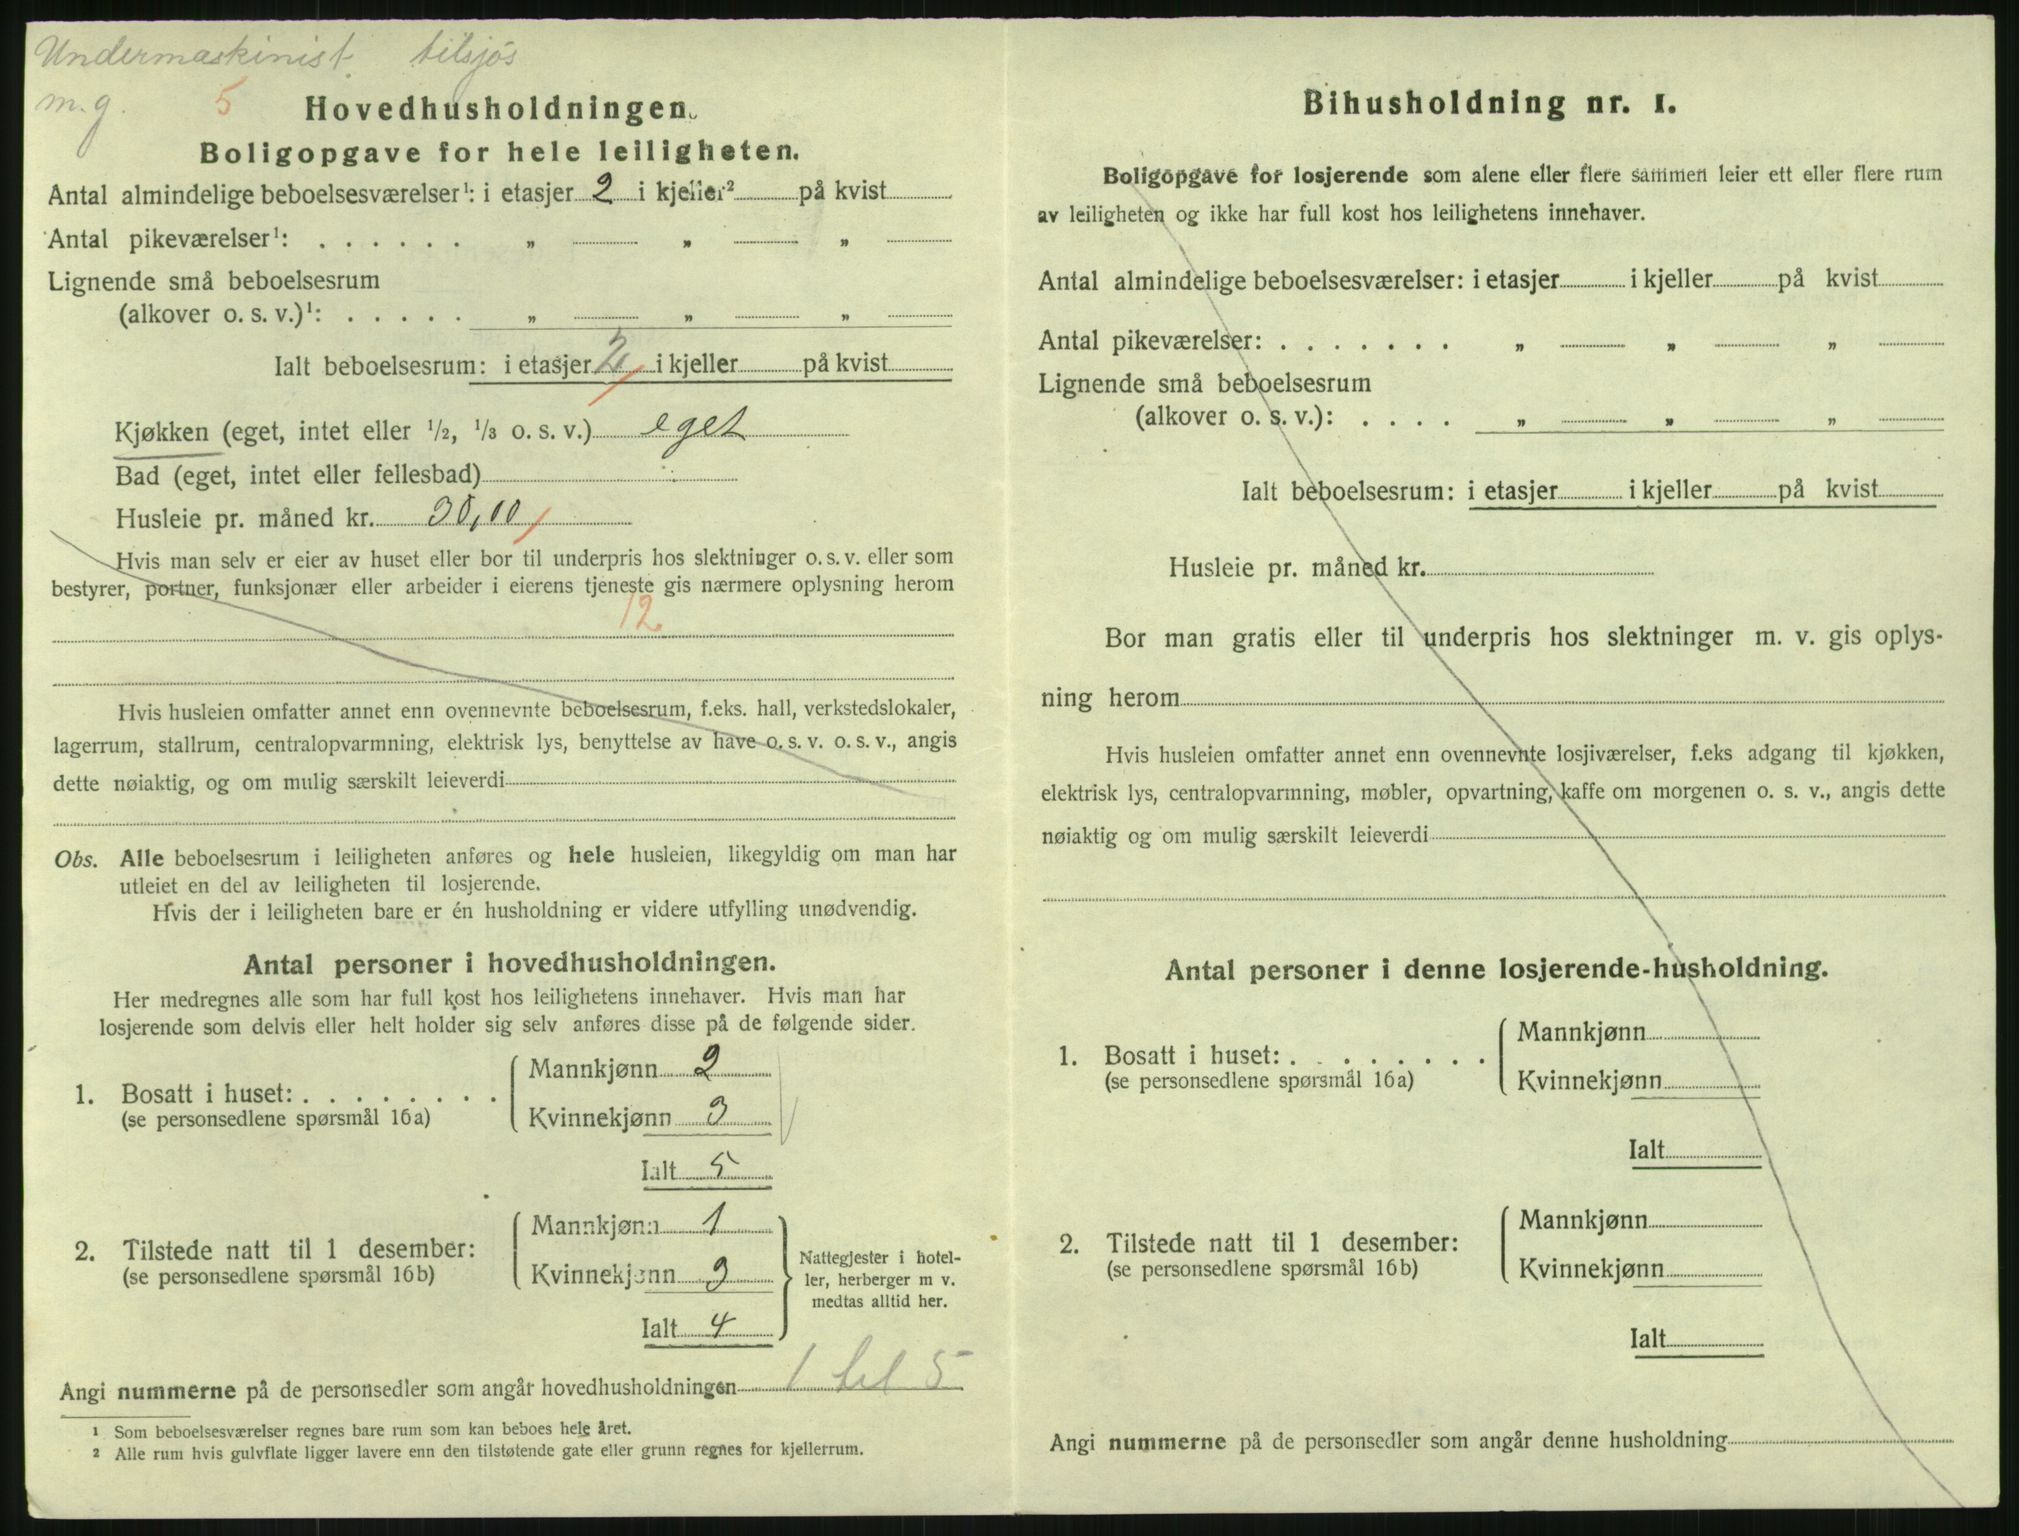 Undermaskinist. tilsjøs
m.g. 5
Hovedhusholdningen.
Boligopgave for hele leiligheten.
Antal almindelige beboelsesværelser¹: i etasjer 2 i kjeller² på kvist
Antal pikeværelser¹: . . . . . . „ „ „
Lignende små beboelsesrum
(alkover o. s. v.)¹: . . . . . „ „ „
Ialt beboelsesrum: i etasjer 2 i kjeller på kvist
Kjøkken (eget, intet eller 1/2, 1/3 o. s. v.) eget
Bad (eget, intet eller fellesbad)
Husleie pr. måned kr. 30,00
Hvis man selv er eier av huset eller bor til underpris hos slektninger o. s. v. eller som
bestyrer, portner, funksjonær eller arbeider i eierens tjeneste gis nærmere oplysning herom
12
Hvis husleien omfatter annet enn ovennevnte beboelsesrum, f.eks. hall, verkstedslokaler,
lagerrum, stallrum, centralopvarmning, elektrisk lys, benyttelse av have o. s. v. o. s. v., angis
dette nøiaktig, og om mulig særskilt leieverdi
Obs. Alle beboelsesrum i leiligheten anføres og hele husleien, likegyldig om man har
utleiet en del av leiligheten til losjerende.
Hvis der i leiligheten bare er én husholdning er videre utfylling unødvendig.
Antal personer i hovedhusholdningen.
Her medregnes alle som har full kost hos leilighetens innehaver. Hvis man har
losjerende som delvis eller helt holder sig selv anføres disse på de følgende sider.
Mannkjønn 2
1. Bosatt i huset: . . . . . . . .
(se personsedlene spørsmål 16a)
Kvinnekjønn 3
Ialt 5
Mannkjønn 1
2. Tilstede natt til 1 desember:
(se personsedlene spørsmål 16b)
Kvinnekjønn 3
Ialt 4
Nattegjester i hotel-
ler, herberger m v.
medtas alltid her.
Angi nummerne på de personsedler som angår hovedhusholdningen 1 til 5
¹ Som beboelsesværelser regnes bare rum som kan beboes hele året.
² Alle rum hvis gulvflate ligger lavere enn den tilstøtende gate eller grunn regnes for kjellerrum.
Bihusholdning nr. 1.
Boligopgave for losjerende som alene eller flere sammen leier ett eller flere rum
av leiligheten og ikke har full kost hos leilighetens innehaver.
Antal almindelige beboelsesværelser: i etasjer i kjeller på kvist
Antal pikeværelser: . . . . . . . „ „ „
Lignende små beboelsesrum
(alkover o. s. v.): . . . . „ „ „
Ialt beboelsesrum: i etasjer i kjeller på kvist
Husleie pr. måned kr.
Bor man gratis eller til underpris hos slektninger m. v. gis oplys-
ning herom
Hvis husleien omfatter annet enn ovennevnte losjiværelser, f.eks adgang til kjøkken,
elektrisk lys, centralopvarmning, møbler, opvartning, kaffe om morgenen o. s. v., angis dette
nøiaktig og om mulig særskilt leieverdi
Antal personer i denne losjerende-husholdning.
Mannkjønn
1. Bosatt i huset: . . . . . . . .
(se personsedlene spørsmål 16a)
Kvinnekjønn
Ialt
Mannkjønn
2. Tilstede natt til 1 desember:
(se personsedlene spørsmål 16b)
Kvinnekjønn
Ialt
Angi nummerne på de personsedler som angår denne husholdning